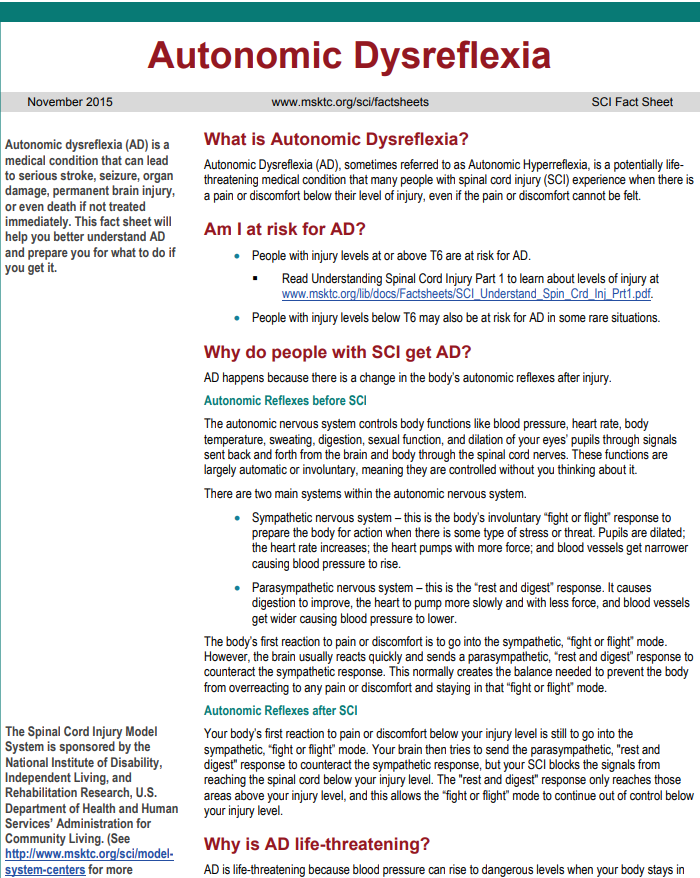 Autonomic Dysreflexia
November 2015 www.msktc.org/sci/factsheets SCI Fact Sheet
Autonomic dysreflexia (AD) is a
medical condition that can lead
to serious stroke, seizure, organ
damage, permanent brain injury,
or even death if not treated
immediately. This fact sheet will
help you better understand AD
and prepare you for what to do if
you get it.
The Spinal Cord Injury Model
System is sponsored by the
National Institute of Disability,
Independent Living, and
Rehabilitation Research, U.S.
Department of Health and Human
Services' Administration for
Community Living. (See
http://www.msktc.org/sci/model-
system-centers for more
What is Autonomic Dysreflexia?
Autonomic Dysreflexia (AD), sometimes referred to as Autonomic Hyperreflexia, is a potentially life-
threatening medical condition that many people with spinal cord injury (SCI) experience when there is
a pain or discomfort below their level of injury, even if the pain or discomfort cannot be felt.
Am I at risk for AD?
• People with injury levels at or above T6 are at risk for AD.
▪ Read Understanding Spinal Cord Injury Part 1 to learn about levels of injury at
www.msktc.org/lib/docs/Factsheets/SCI_Understand_Spin_Crd_Inj_Prt1.pdf.
• People with injury levels below T6 may also be at risk for AD in some rare situations.
Why do people with SCI get AD?
AD happens because there is a change in the body's autonomic reflexes after injury.
Autonomic Reflexes before SCI
The autonomic nervous system controls body functions like blood pressure, heart rate, body
temperature, sweating, digestion, sexual function, and dilation of your eyes' pupils through signals
sent back and forth from the brain and body through the spinal cord nerves. These functions are
largely automatic or involuntary, meaning they are controlled without you thinking about it.
There are two main systems within the autonomic nervous system.
• Sympathetic nervous system – this is the body's involuntary "fight or flight" response to
prepare the body for action when there is some type of stress or threat. Pupils are dilated;
the heart rate increases; the heart pumps with more force; and blood vessels get narrower
causing blood pressure to rise.
• Parasympathetic nervous system – this is the "rest and digest" response. It causes
digestion to improve, the heart to pump more slowly and with less force, and blood vessels
get wider causing blood pressure to lower.
The body's first reaction to pain or discomfort is to go into the sympathetic, "fight or flight" mode.
However, the brain usually reacts quickly and sends a parasympathetic, "rest and digest" response to
counteract the sympathetic response. This normally creates the balance needed to prevent the body
from overreacting to any pain or discomfort and staying in that "fight or flight" mode.
Autonomic Reflexes after SCI
Your body's first reaction to pain or discomfort below your injury level is still to go into the
sympathetic, "fight or flight" mode. Your brain then tries to send the parasympathetic, "rest and
digest" response to counteract the sympathetic response, but your SCI blocks the signals from
reaching the spinal cord below your injury level. The "rest and digest" response only reaches those
areas above your injury level, and this allows the "fight or flight" mode to continue out of control below
your injury level.
Why is AD life-threatening?
AD is life-threatening because blood pressure can rise to dangerous levels when your body stays in